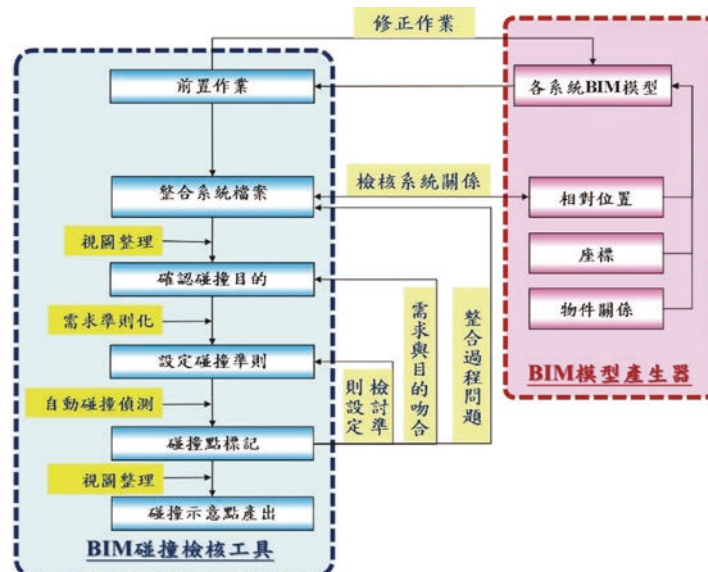 修正作業
前置作業
各系統BIM模型
檢核系統關係
整合系統檔案
相對位置
視圖整理
座標
確認碰撞目的
物件關係
需求準則化
設定碰撞準則
BIM模型產生器
檢討準
則設定
需求與目的吻合
整合過程問題
自動碰撞偵測
碰撞點標記
視圖整理
碰撞示意點產出
BIM碰撞檢核工具